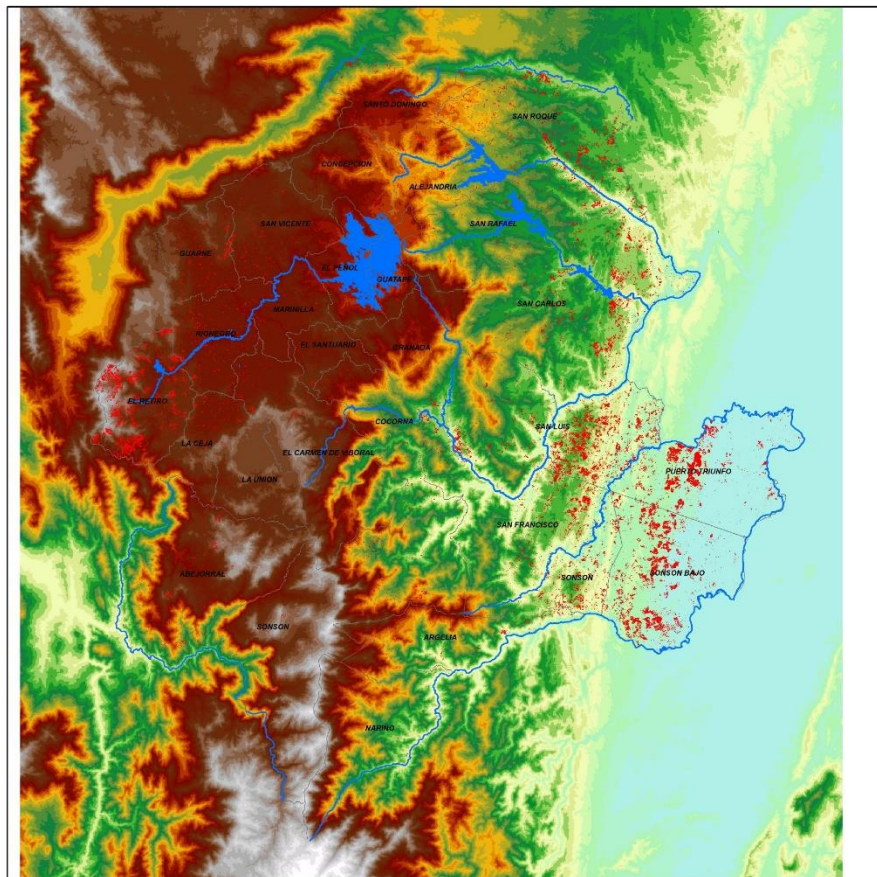 SANTO DOMINGO
SAN ROQUE
CONCEPCION
ALEJANDRIA
SAN VICENTE
SAN RAFAEL
GUARNE
EL PEÑOL
GUATAPE
SAN CARLOS
MARINILLA
RIONEGRO
EL SANTUARIO
GRANADA
EL RETIRO
COCORNA
SAN LUIS
LA CEJA
EL CARMEN DE VIBORAL
PUERTO TRIUNFO
LA UNION
SAN FRANCISCO
ABEJORRAL
SONSON
SONSON BAJO
SONSON
ARGELIA
NARIÑO